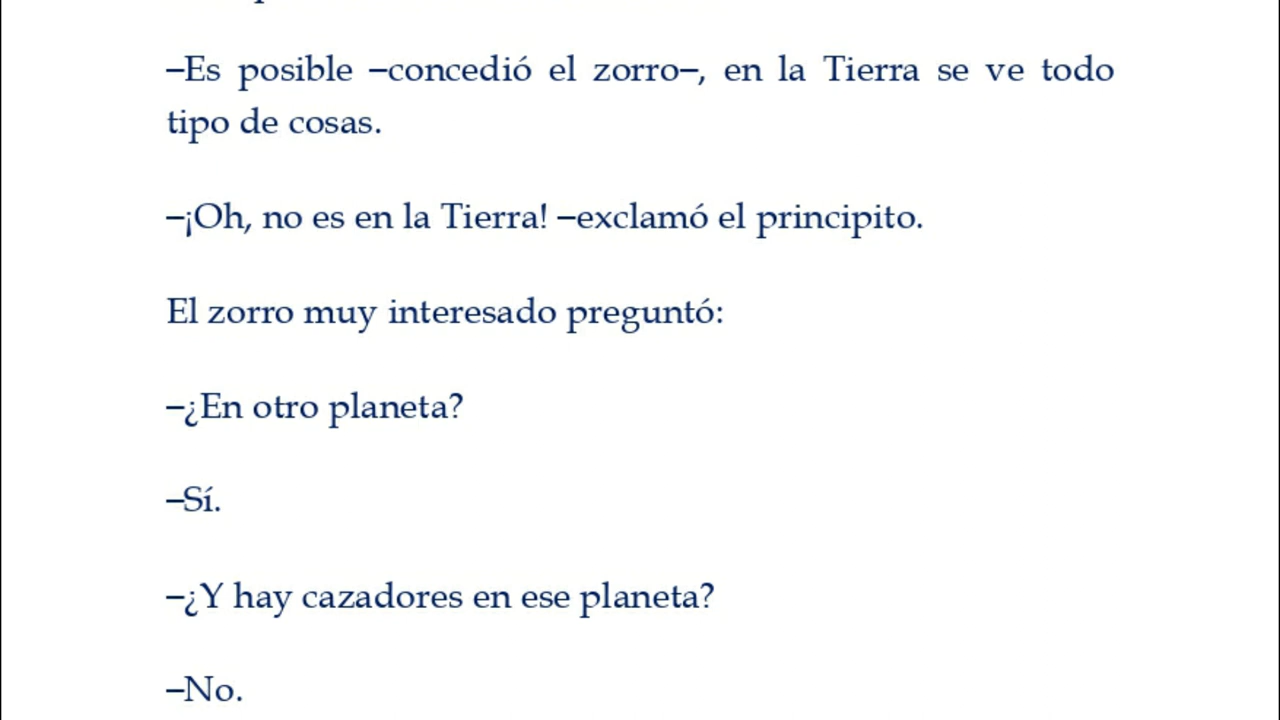 –Es posible –concedió el zorro–, en la Tierra se ve todo
tipo de cosas.
–¡Oh, no es en la Tierra! –exclamó el principito.
El zorro muy interesado preguntó:
–¿En otro planeta?
–Sí.
–¿Y hay cazadores en ese planeta?
–No.